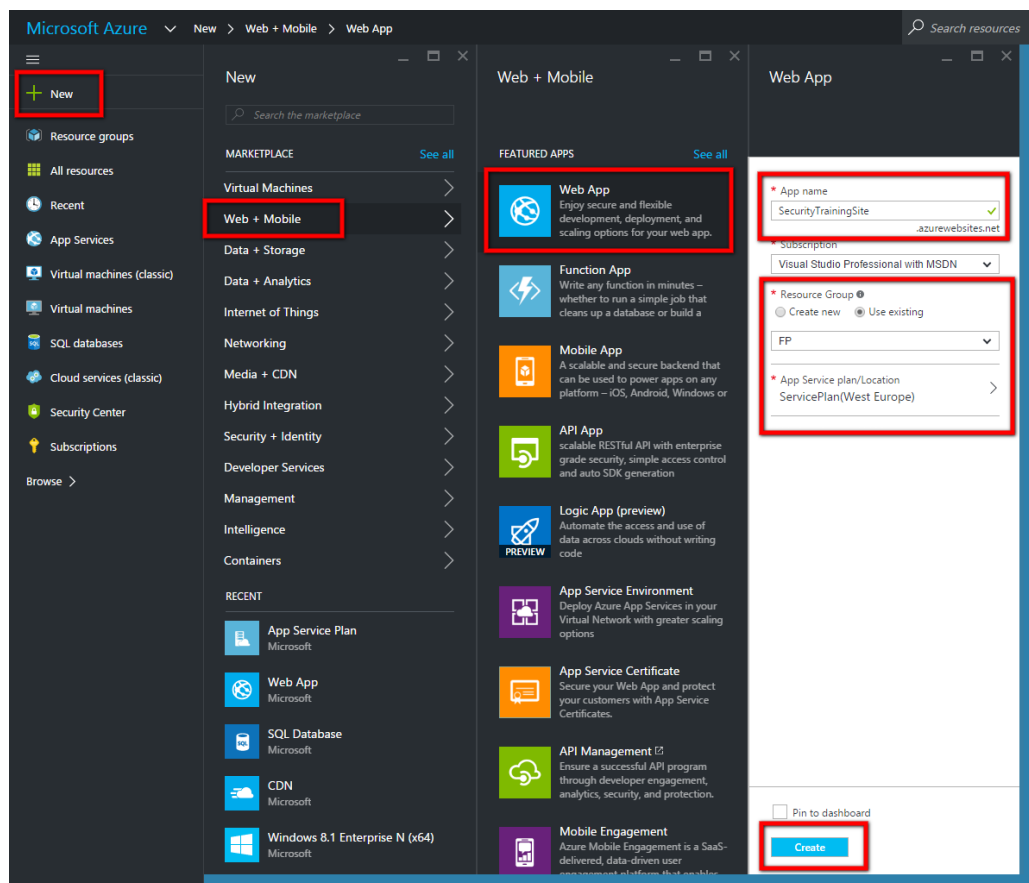 Microsoft Azure New > Web + Mobile > Web App Search resources
New
Resource groups
All resources
Recent
App Services
Virtual machines (classic)
Virtual machines
SQL databases
Cloud services (classic)
Security Center
Subscriptions
Browse >
New
Search the marketplace
MARKETPLACE See all
Virtual Machines
Web + Mobile
Data + Storage
Data + Analytics
Internet of Things
Networking
Media + CDN
Hybrid Integration
Security + Identity
Developer Services
Management
Intelligence
Containers
RECENT
App Service Plan
Microsoft
Web App
Microsoft
SQL Database
Microsoft
CDN
Microsoft
Windows 8.1 Enterprise N (x64)
Microsoft
Web + Mobile
FEATURED APPS See all
Web App
Enjoy secure and flexible
development, deployment, and
scaling options for your web app.
Function App
Write any function in minutes –
whether to run a simple job that
cleans up a database or build a
Mobile App
A scalable and secure backend that
can be used to power apps on any
platform – iOS, Android, Windows or
API App
scalable RESTful API with enterprise
grade security, simple access control
and auto SDK generation
Logic App (preview)
Automate the access and use of
data across clouds without writing
code
PREVIEW
App Service Environment
Deploy Azure App Services in your
Virtual Network with greater scaling
options
App Service Certificate
Secure your Web App and protect
your customers with App Service
Certificates.
API Management
Ensure a successful API program
through developer engagement,
analytics, security, and protection.
Mobile Engagement
Azure Mobile Engagement is a SaaS-
delivered, data-driven user
engagement platform that enables
Web App
* App name
SecurityTrainingSite
.azurewebsites.net
* Subscription
Visual Studio Professional with MSDN
* Resource Group
Create new Use existing
FP
* App Service plan/Location
ServicePlan(West Europe)
Pin to dashboard
Create